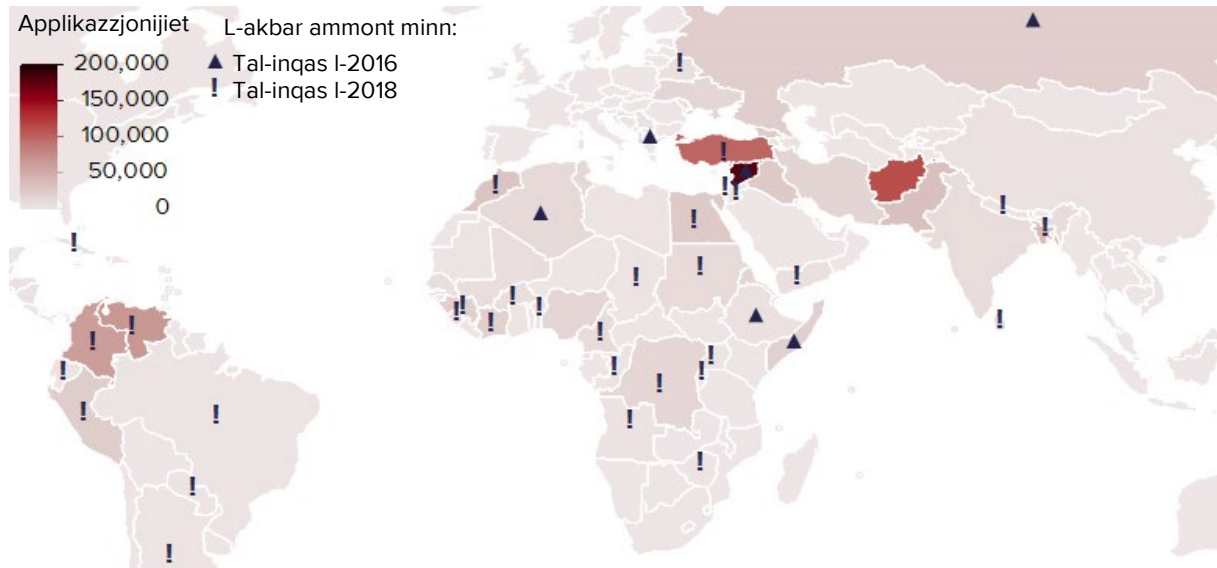 Applikazzjonijiet
200,000
150,000
100,000
50,000
0
L-akbar ammont minn:
▲ Tal-inqas l-2016
! Tal-inqas l-2018